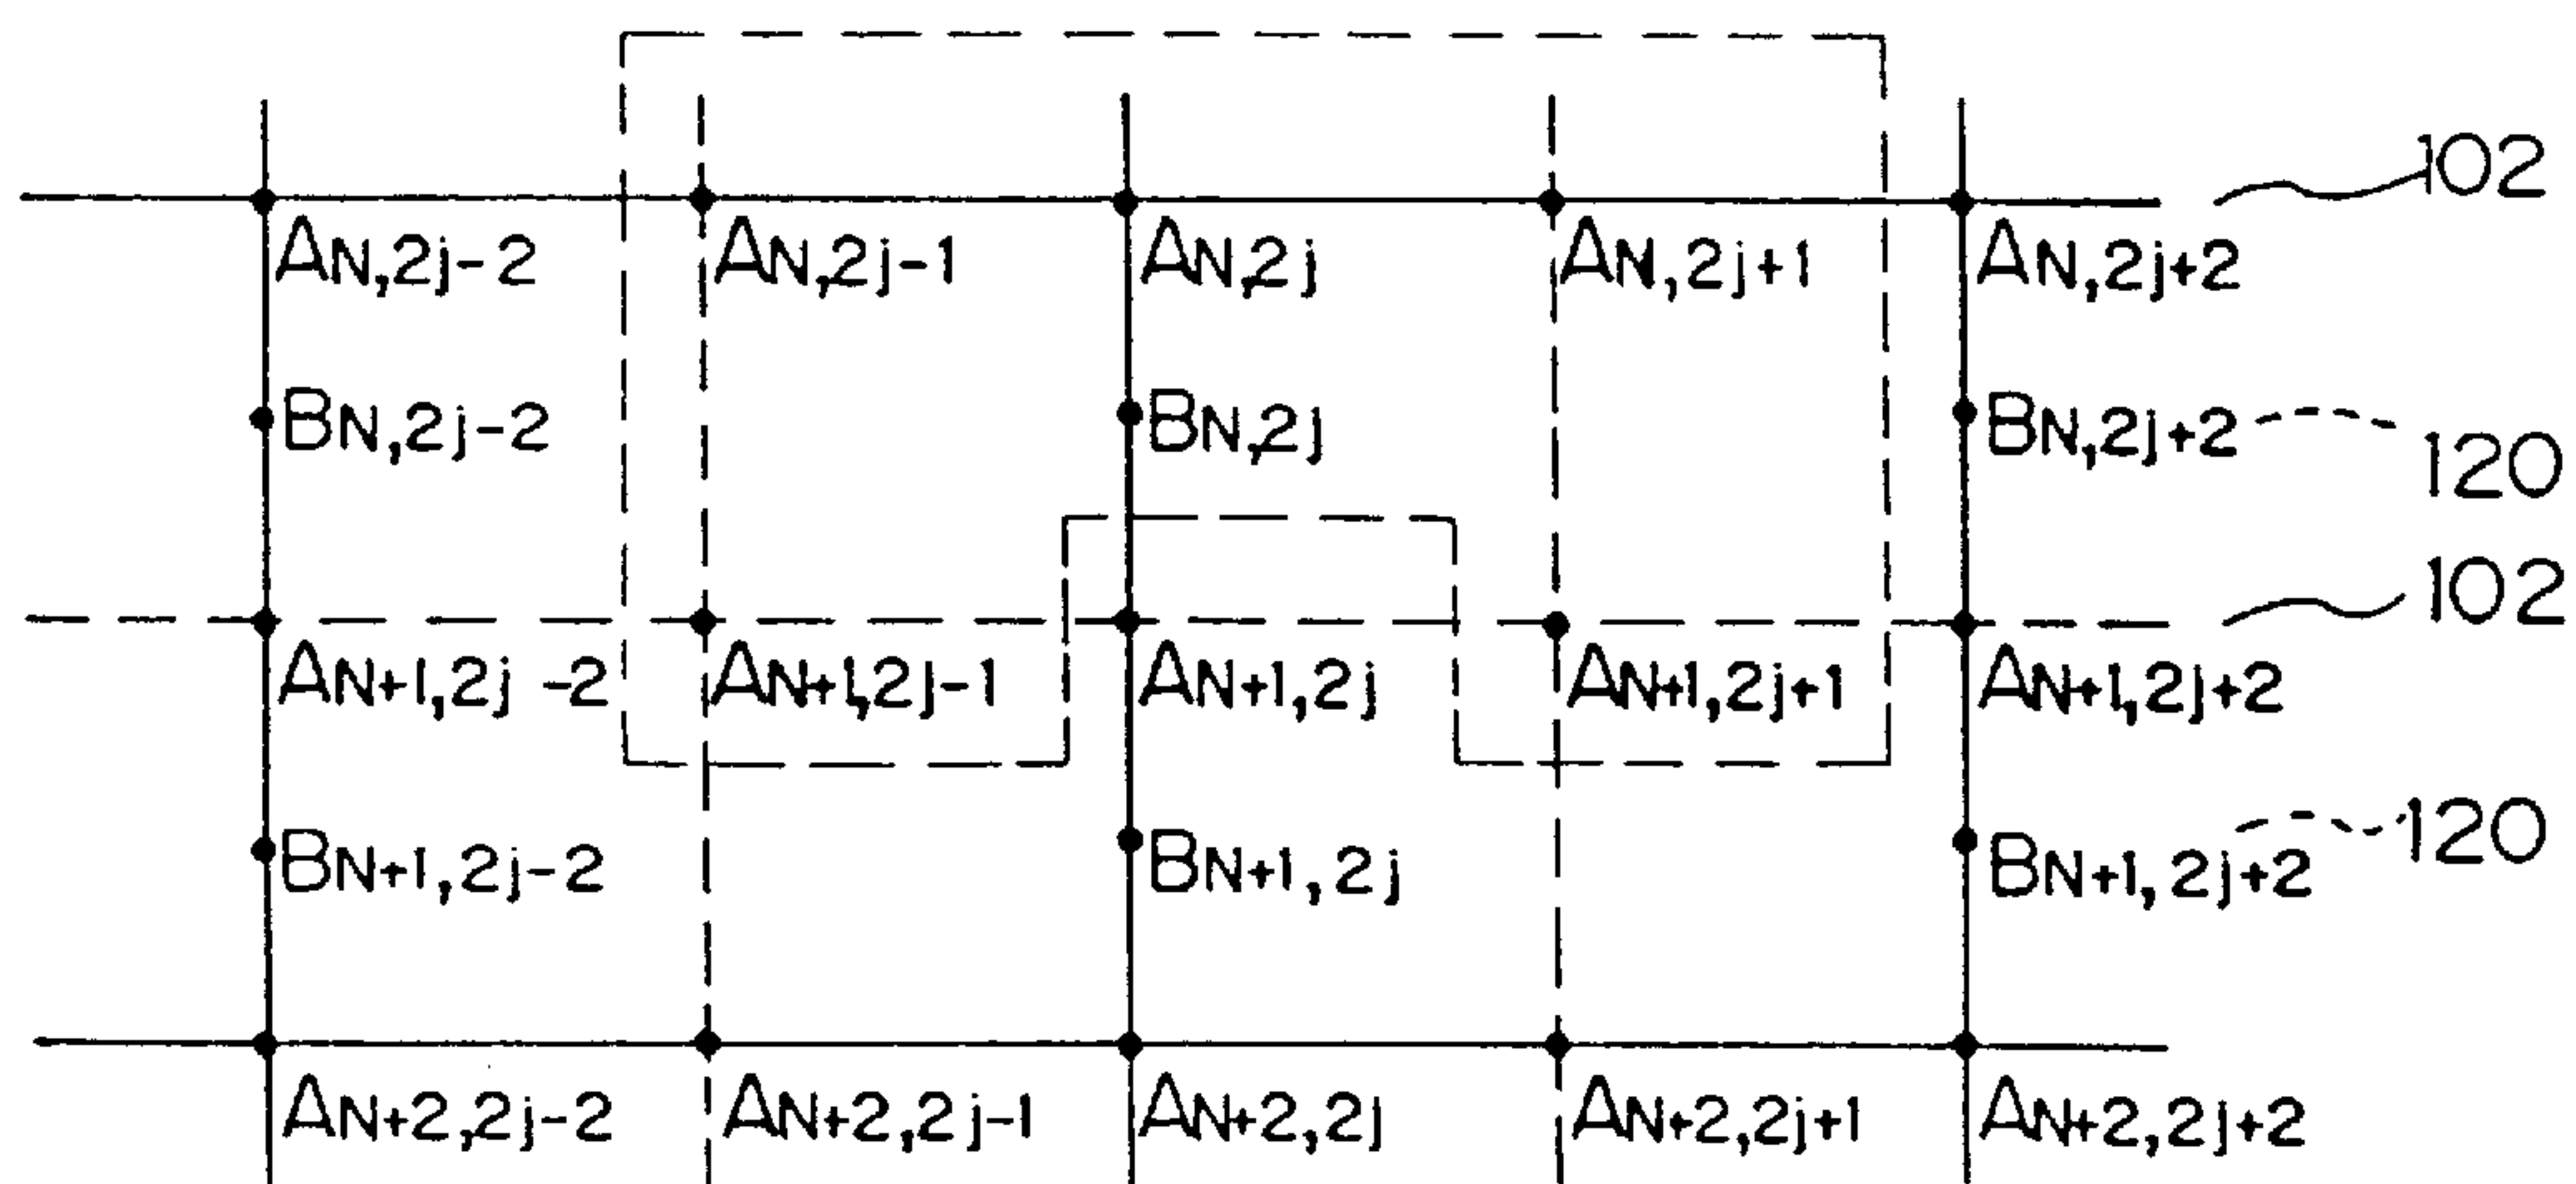 102
AN,2j-2 AN,2j-1 AN,2j AN,2j+1 AN,2j+2
BN,2j-2 BN,2j BN,2j+2 120
102
AN+1,2j-2 AN+1,2j-1 AN+1,2j AN+1,2j+1 AN+1,2j+2
BN+1,2j-2 BN+1,2j BN+1,2j+2 120
AN+2,2j-2 AN+2,2j-1 AN+2,2j AN+2,2j+1 AN+2,2j+2